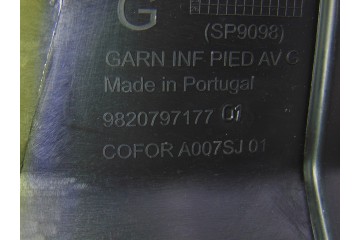 G
(SP9098)
GARN INF PIED AV G
Made in Portugal
9820797177 01
COFOR A007SJ 01